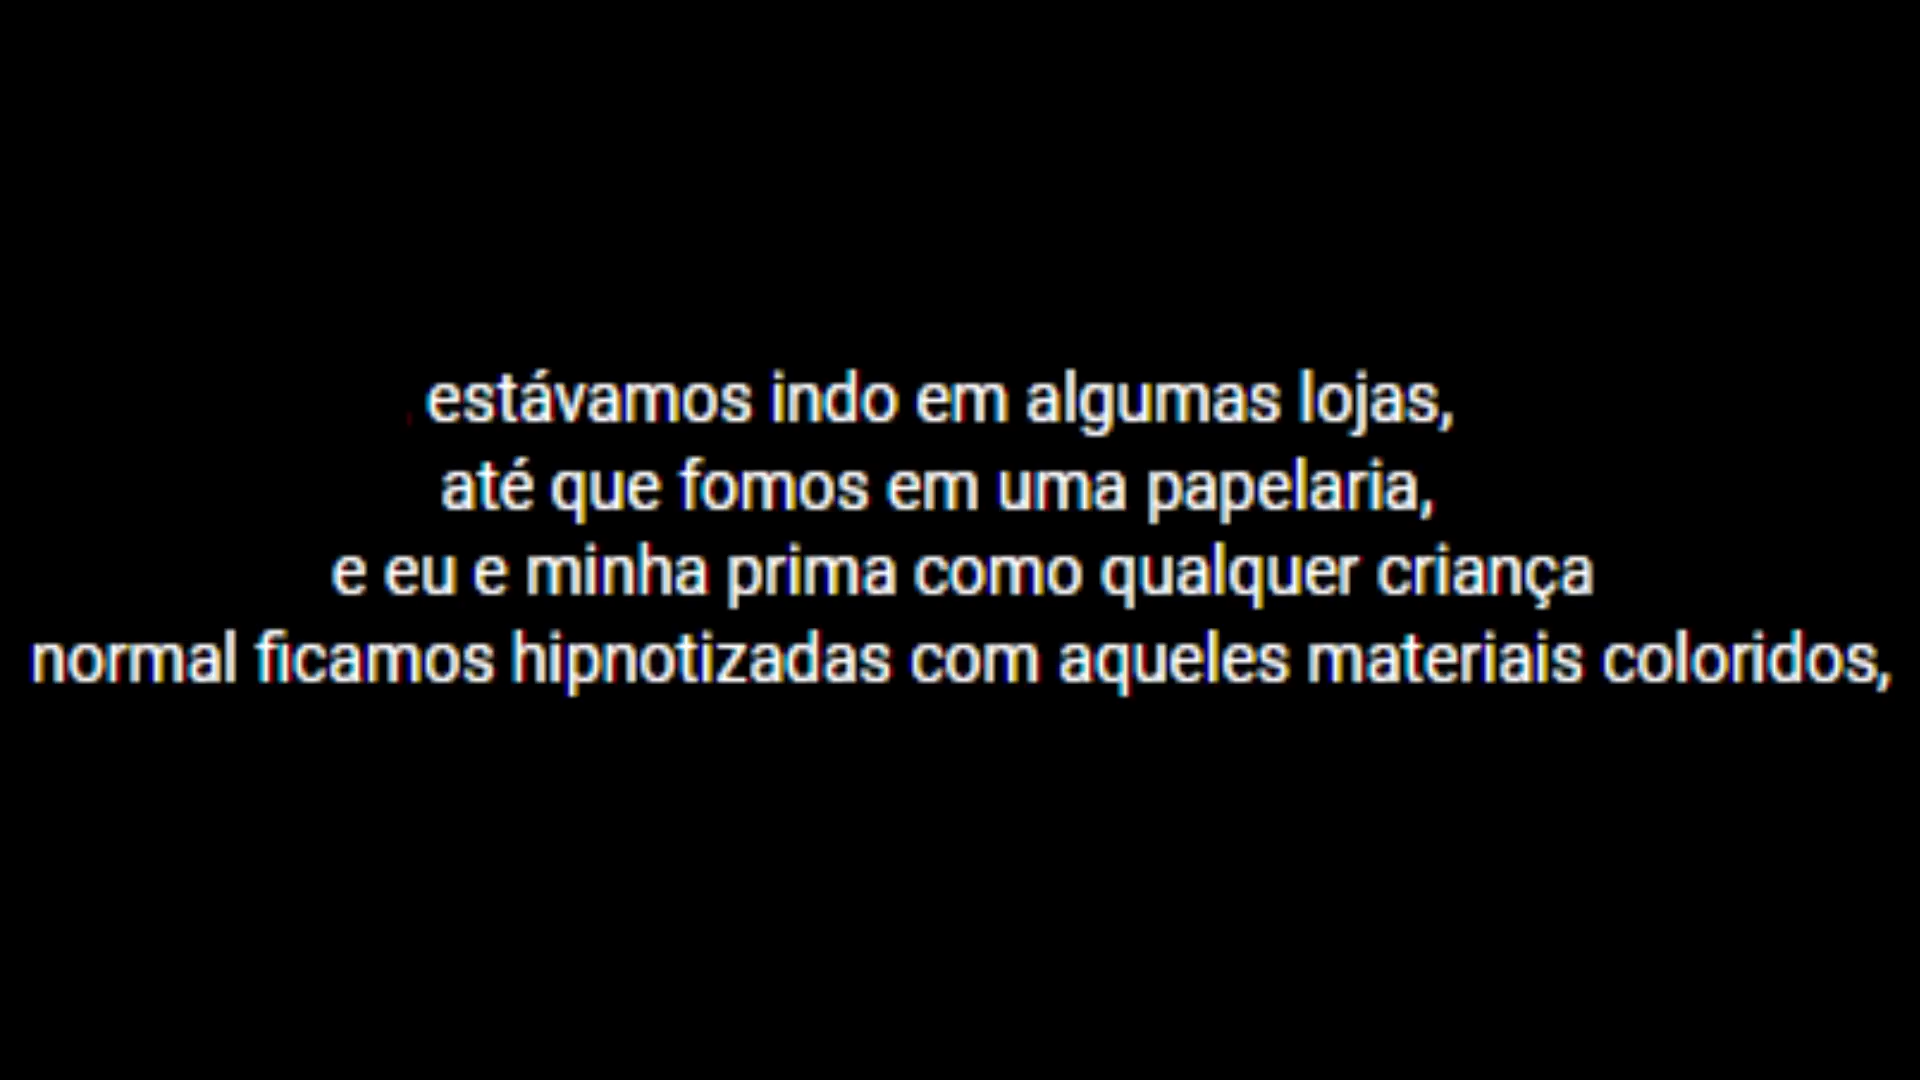 estávamos indo em algumas lojas,
até que fomos em uma papelaria,
e eu e minha prima como qualquer criança
normal ficamos hipnotizadas com aqueles materiais coloridos,